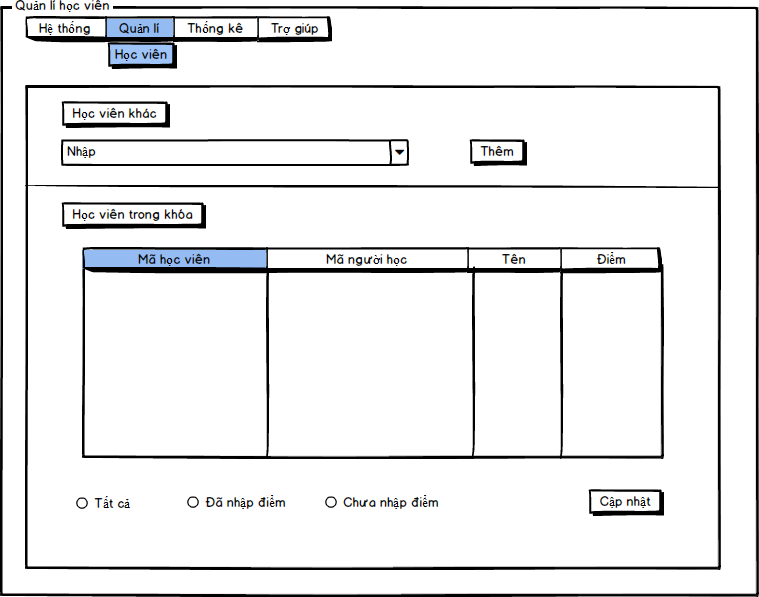 Quản lí học viên
Hệ thống Quản lí Thống kê Trợ giúp
Học viên
Học viên khác
Nhập Thêm
Học viên trong khóa
Mã học viên Mã người học Tên Điểm
Tất cả Đã nhập điểm Chưa nhập điểm Cập nhật